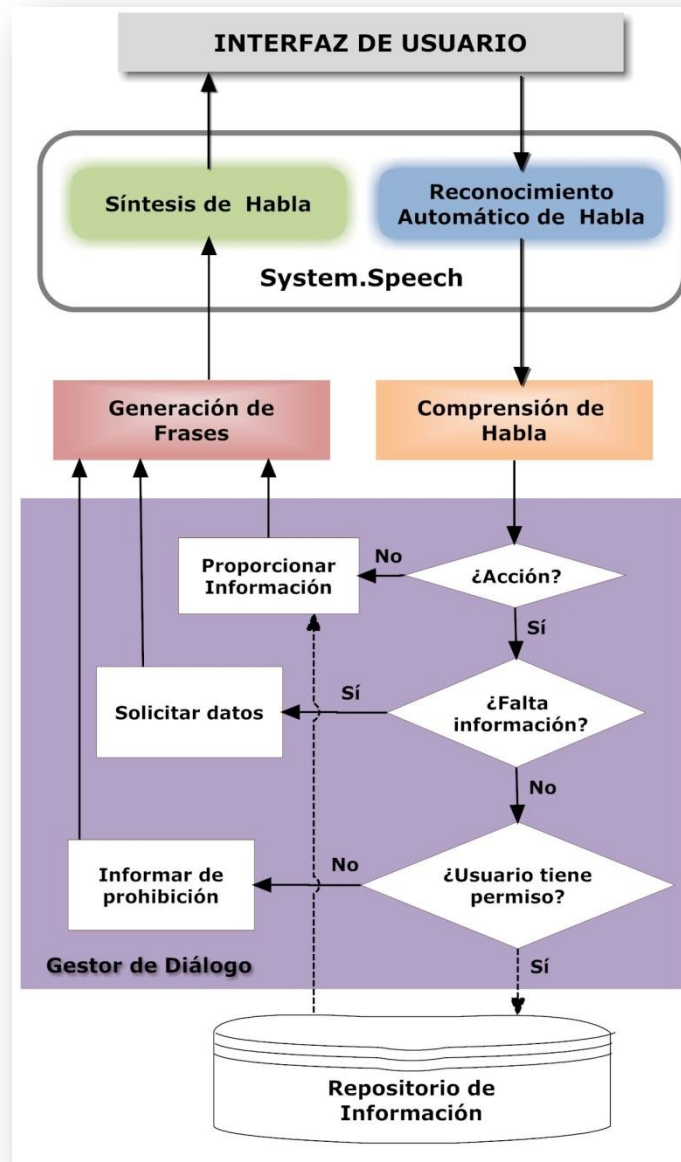 INTERFAZ DE USUARIO
Síntesis de Habla
Reconocimiento
Automático de Habla
System.Speech
Generación de
Frases
Comprensión de
Habla
Proporcionar
Información
No
¿Acción?
Sí
Solicitar datos
Sí
¿Falta
información?
No
Informar de
prohibición
No
¿Usuario tiene
permiso?
Gestor de Diálogo
Sí
Repositorio de
Información